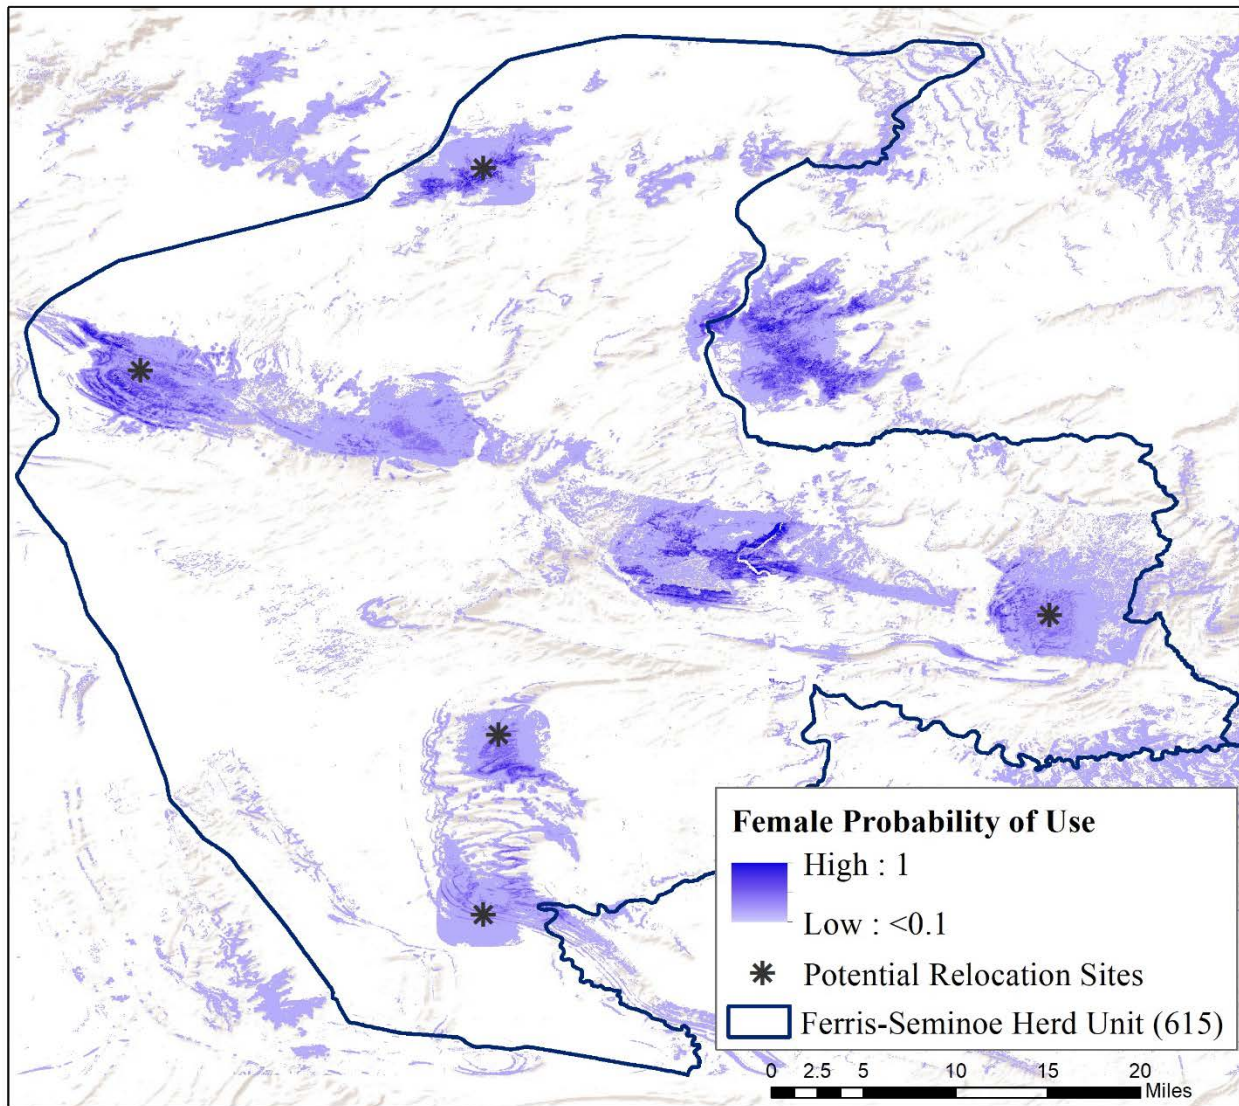 Female Probability of Use
High : 1
Low : <0.1
Potential Relocation Sites
Ferris-Seminoe Herd Unit (615)
0 2.5 5 10 15 20
Miles